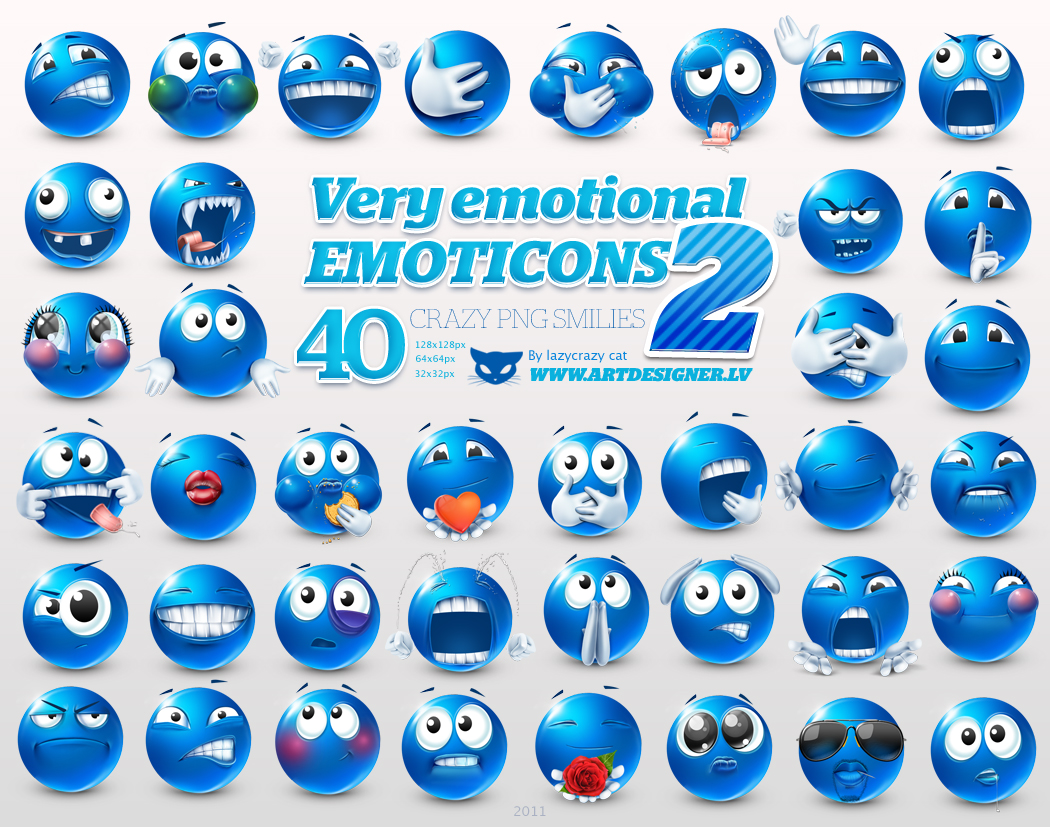 Very emotional
EMOTICONS 2
40 CRAZY PNG SMILIES
128x128px
64x64px
32x32px
By lazycrazy cat
WWW.ARTDESIGNER.LV
2011